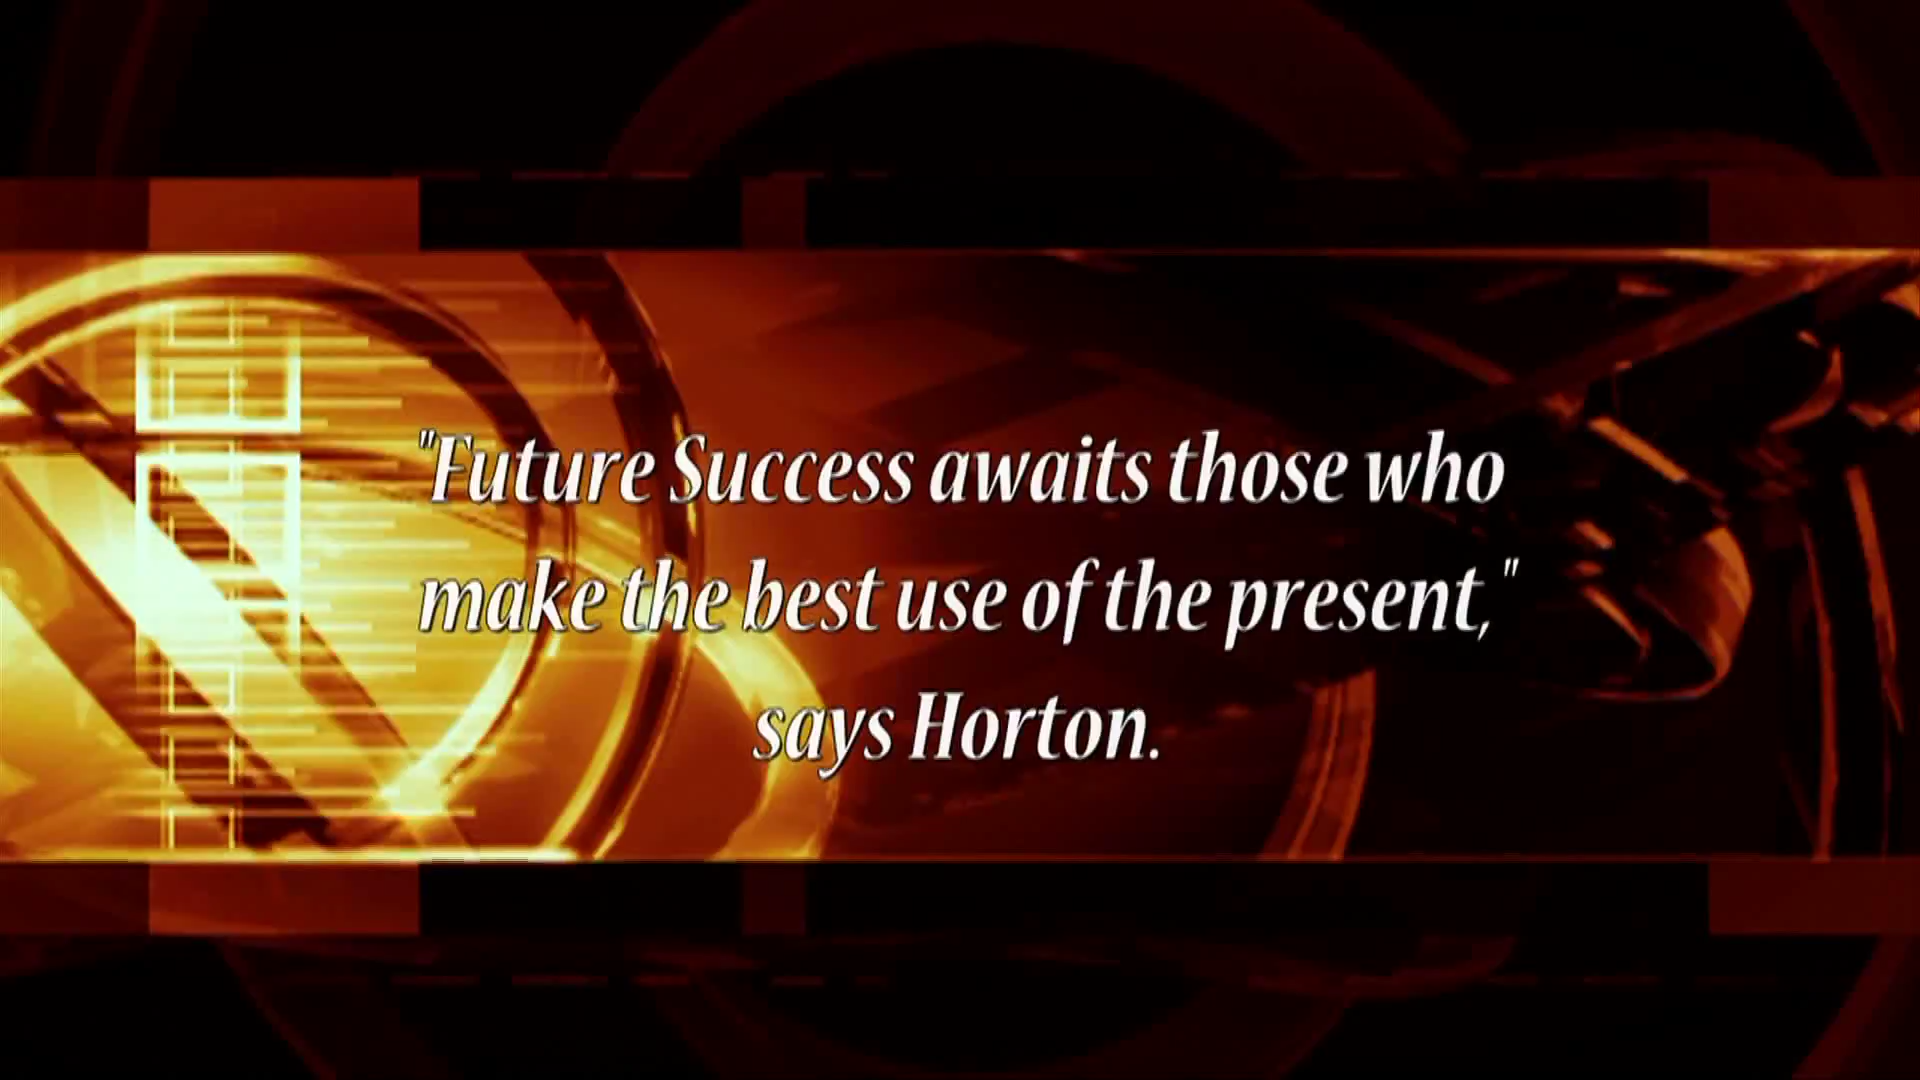 "Future Success awaits those who
make the best use of the present,"
says Horton.